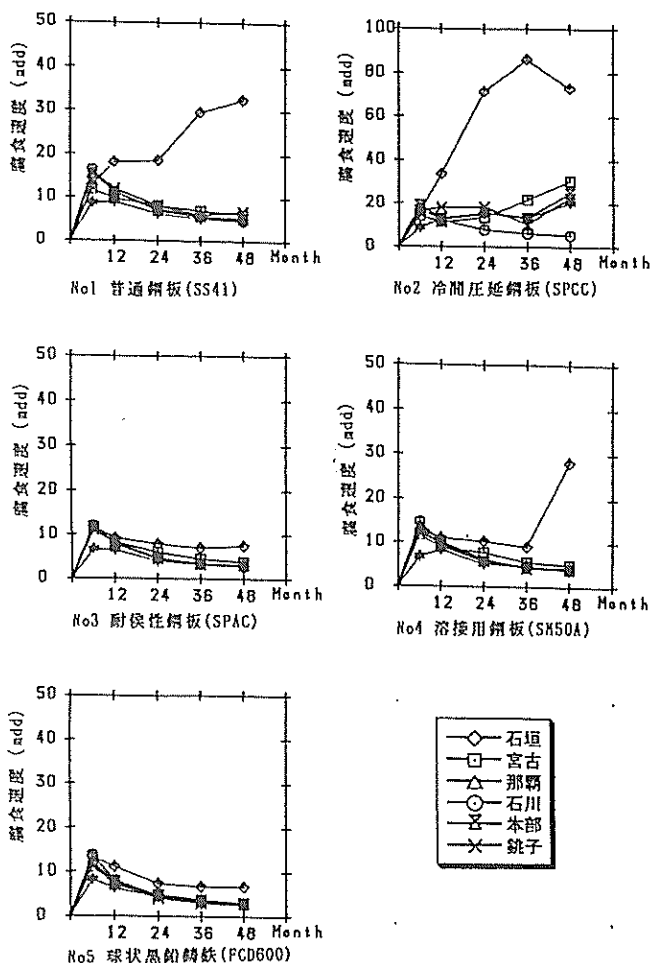 腐食速度 (mdd)
50
40
30
20
10
0
12 24 36 48 Month
No1 普通鋼板(SS41)
腐食速度 (mdd)
100
80
60
40
20
0
12 24 36 48 Month
No2 冷間圧延鋼板(SPCC)
腐食速度 (mdd)
50
40
30
20
10
0
12 24 36 48 Month
No3 耐侯性鋼板(SPAC)
腐食速度 (mdd)
50
40
30
20
10
0
12 24 36 48 Month
No4 溶接用鋼板(SM50A)
腐食速度 (mdd)
50
40
30
20
10
0
12 24 36 48 Month
No5 球状黒鉛鋳鉄(FCD600)
石垣
宮古
那覇
石川
本部
銚子